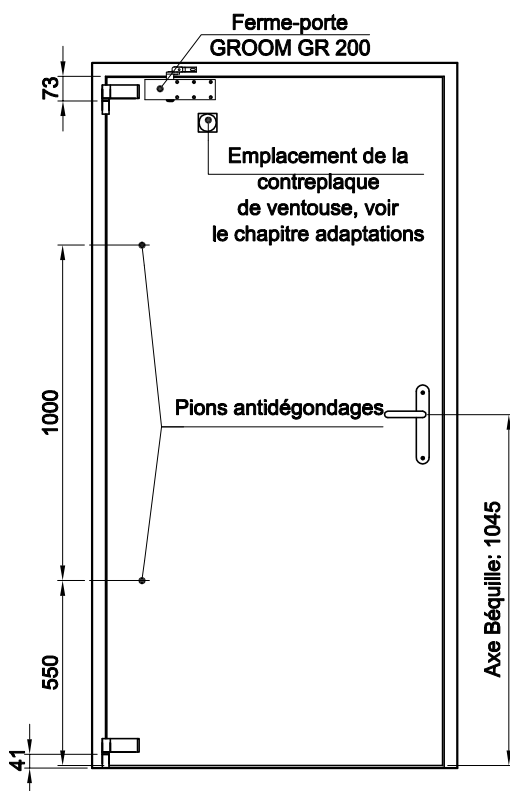 Ferme-porte
GROOM GR 200
73
Emplacement de la
contreplaque
de ventouse, voir
le chapitre adaptations
1000
Pions antidégondages
Axe Béquille: 1045
550
41